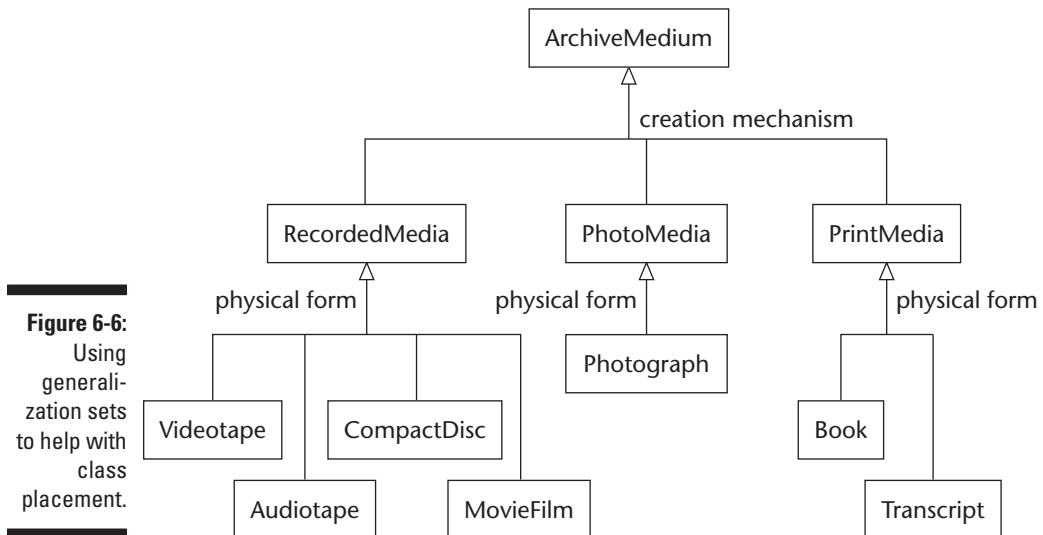 ArchiveMedium
creation mechanism
RecordedMedia
PhotoMedia
PrintMedia
physical form
physical form
physical form
Photograph
Videotape
CompactDisc
Book
Audiotape
MovieFilm
Transcript
Figure 6-6:
Using
generali-
zation sets
to help with
class
placement.